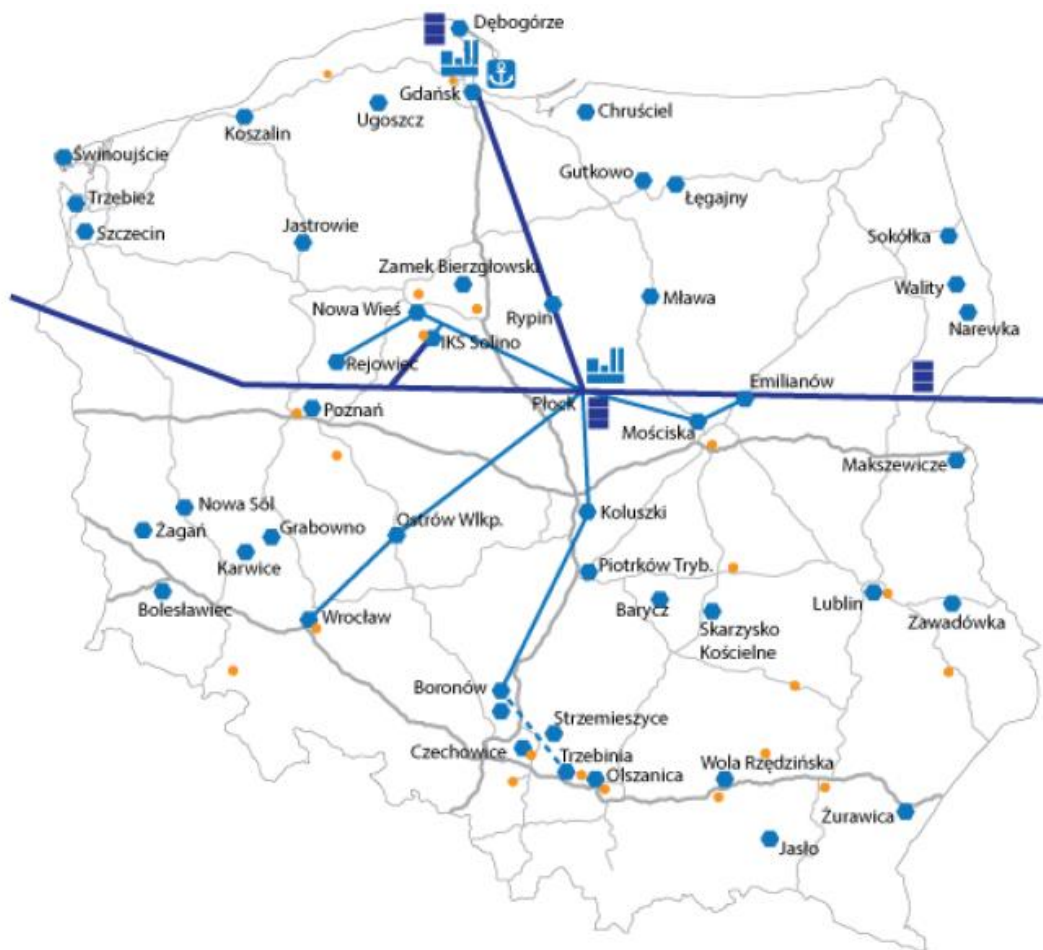 Dębogórze
Gdańsk
Ugoszcz
Koszalin
Chruściel
Świnoujście
Gutkowo
Łęgajny
Trzebież
Szczecin
Jastrowie
Sokółka
Zamek Bierzgłowski
Wality
Nowa Wieś
Rypin
Mława
Narewka
IKS Solino
Rejowiec
Emilianów
Płock
Poznań
Mościska
Makszewicze
Nowa Sól
Koluszki
Żagań
Grabowno
Ostrów Wlkp.
Karwice
Piotrków Tryb.
Bolesławiec
Barycz
Lublin
Wrocław
Skarzysko
Kościelne
Zawadówka
Boronów
Strzemieszyce
Czechowice
Trzebinia
Olszanica
Wola Rzędzińska
Żurawica
Jasło